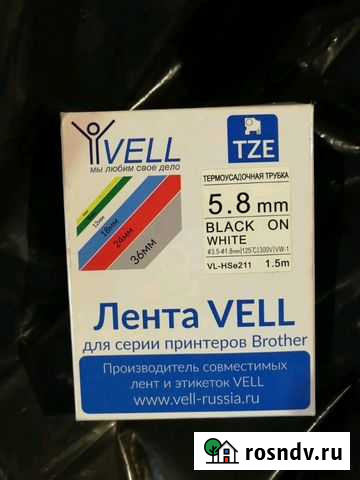 VELL
мы любим свое дело
TZE
12мм
18мм
24мм
36мм
ТЕРМОУСАДОЧНАЯ ТРУБКА
5.8 mm
BLACK ON
WHITE
VL-HSe211 1.5m
Лента VELL
для серии принтеров Brother
Производитель совместимых
лент и этикеток VELL
www.vell-russia.ru
rosndv.ru